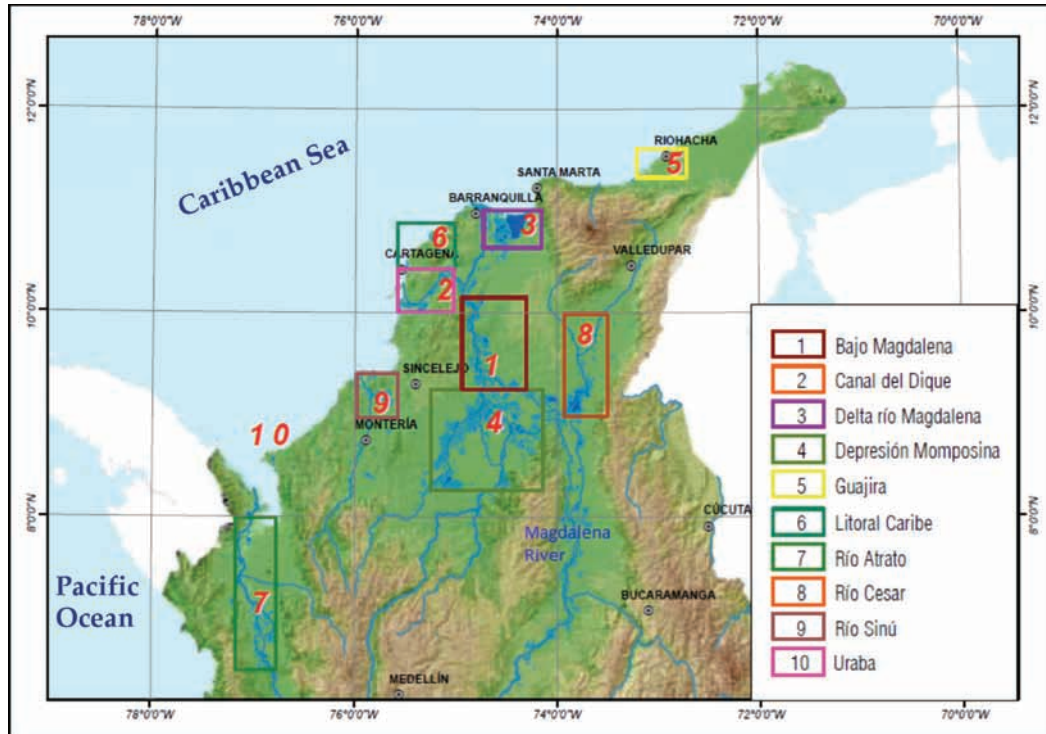 78°0'0"W 76°0'0"W 74°0'0"W 72°0'0"W 70°0'0"W
12°0'0"N
12°0'0"N
Caribbean Sea
RIOHACHA
5
SANTA MARTA
BARRANQUILLA
3
6
CARTAGENA
VALLEDUPAR
2
10°0'0"N
10°0'0"N
8
1
SINCELEJO
9
4
MONTERÍA
10
8°0'0"N
8°0'0"N
CÚCUTA
Magdalena
River
Pacific
Ocean
7
BUCARAMANGA
MEDELLÍN
1 Bajo Magdalena
2 Canal del Dique
3 Delta río Magdalena
4 Depresión Momposina
5 Guajira
6 Litoral Caribe
7 Río Atrato
8 Río Cesar
9 Río Sinú
10 Uraba
78°0'0"W 76°0'0"W 74°0'0"W 72°0'0"W 70°0'0"W